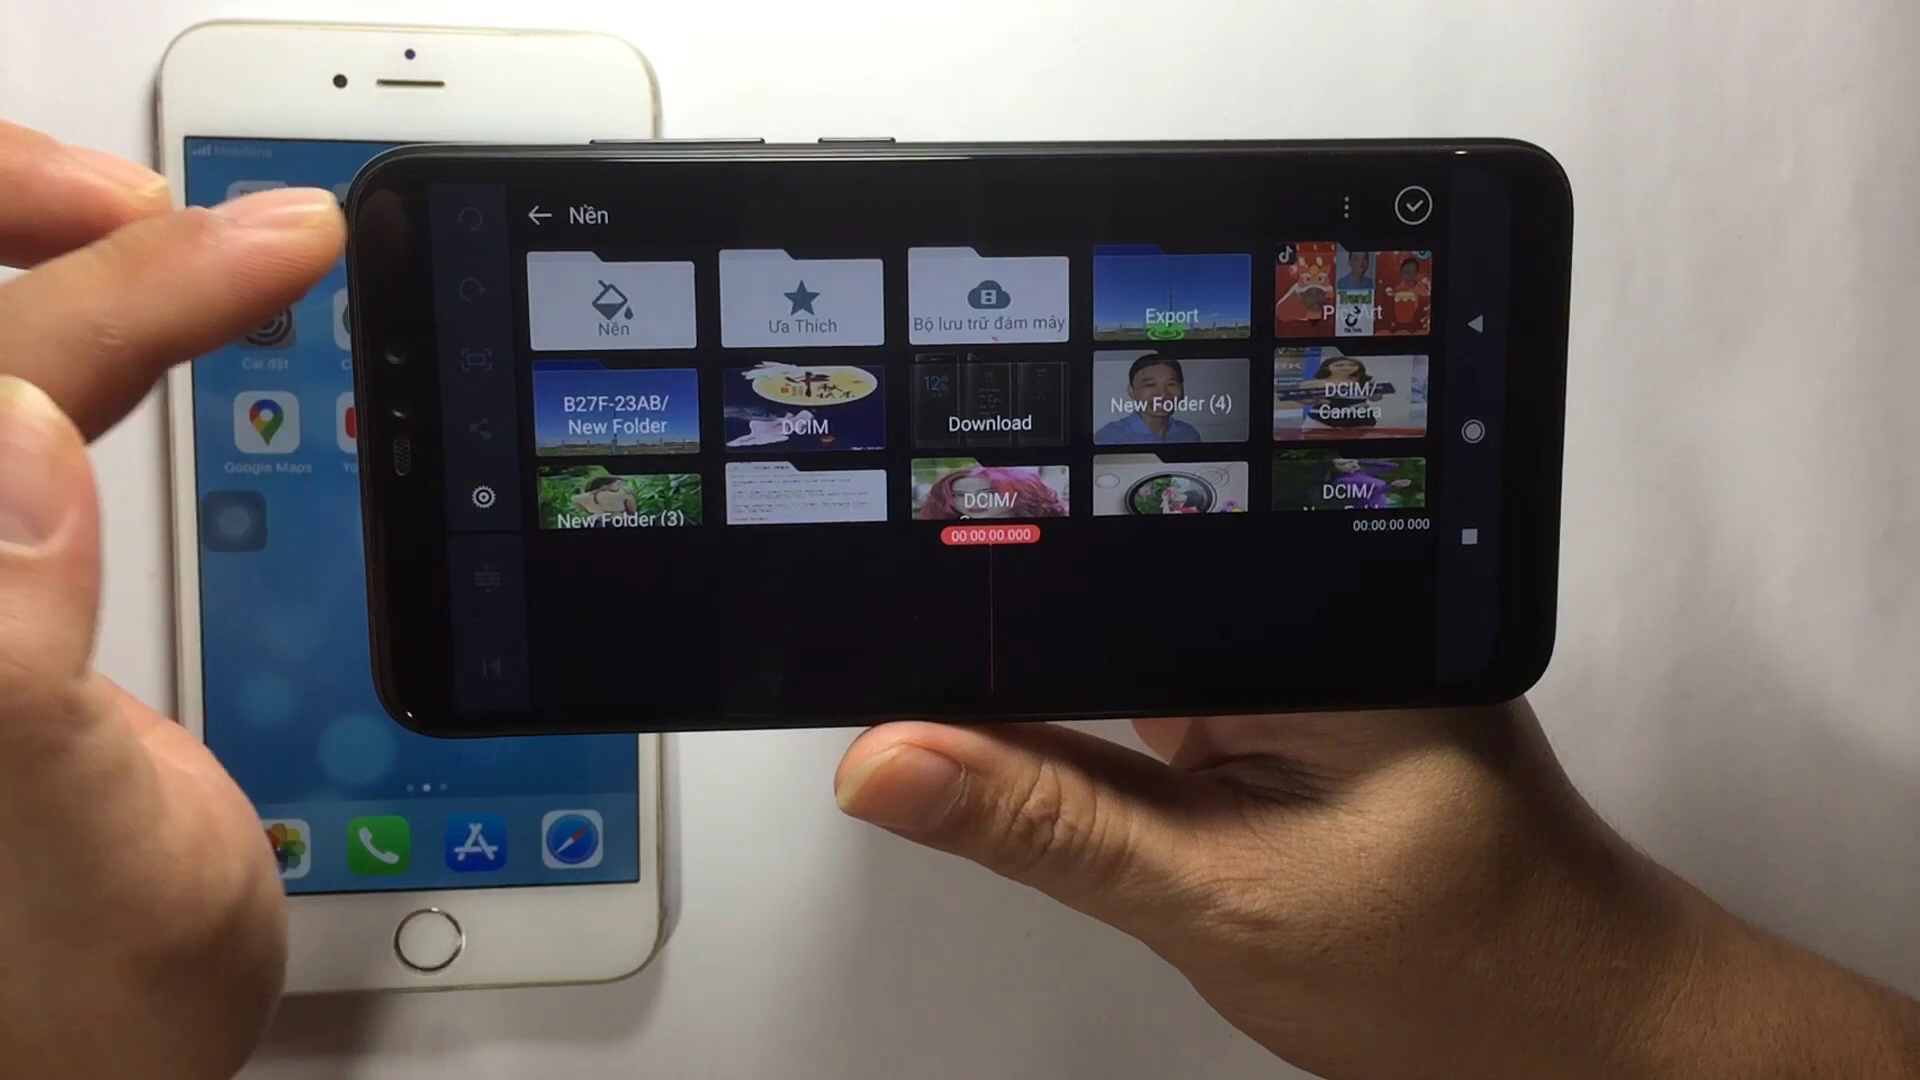 Mobifone
Nền
Nền
Ưa Thích
Bộ lưu trữ đám mây
Export
PicsArt
Trend
B27F-23AB/
New Folder
DCIM
Download
New Folder (4)
DCIM/
Camera
New Folder (3)
DCIM/
DCIM/
00:00:00.000
00:00:00.000
Cài đặt
Google Maps